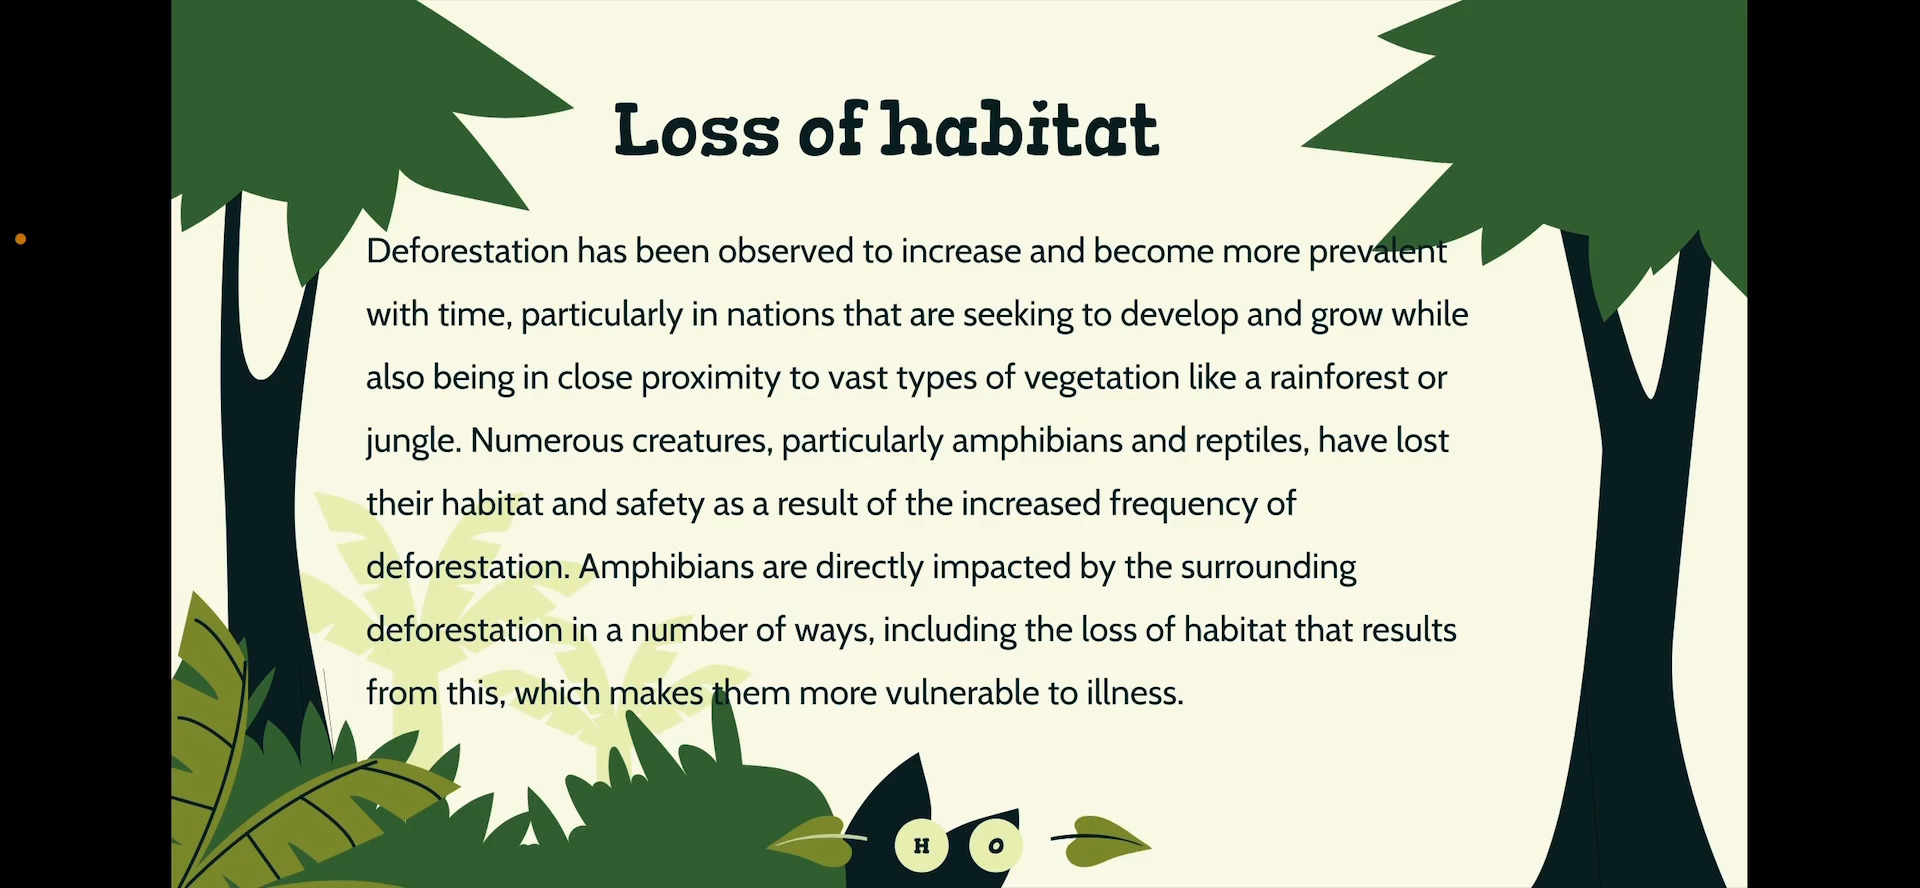 Loss of habitat
Deforestation has been observed to increase and become more prevalent
with time, particularly in nations that are seeking to develop and grow while
also being in close proximity to vast types of vegetation like a rainforest or
jungle. Numerous creatures, particularly amphibians and reptiles, have lost
their habitat and safety as a result of the increased frequency of
deforestation. Amphibians are directly impacted by the surrounding
deforestation in a number of ways, including the loss of habitat that results
from this, which makes them more vulnerable to illness.
H O